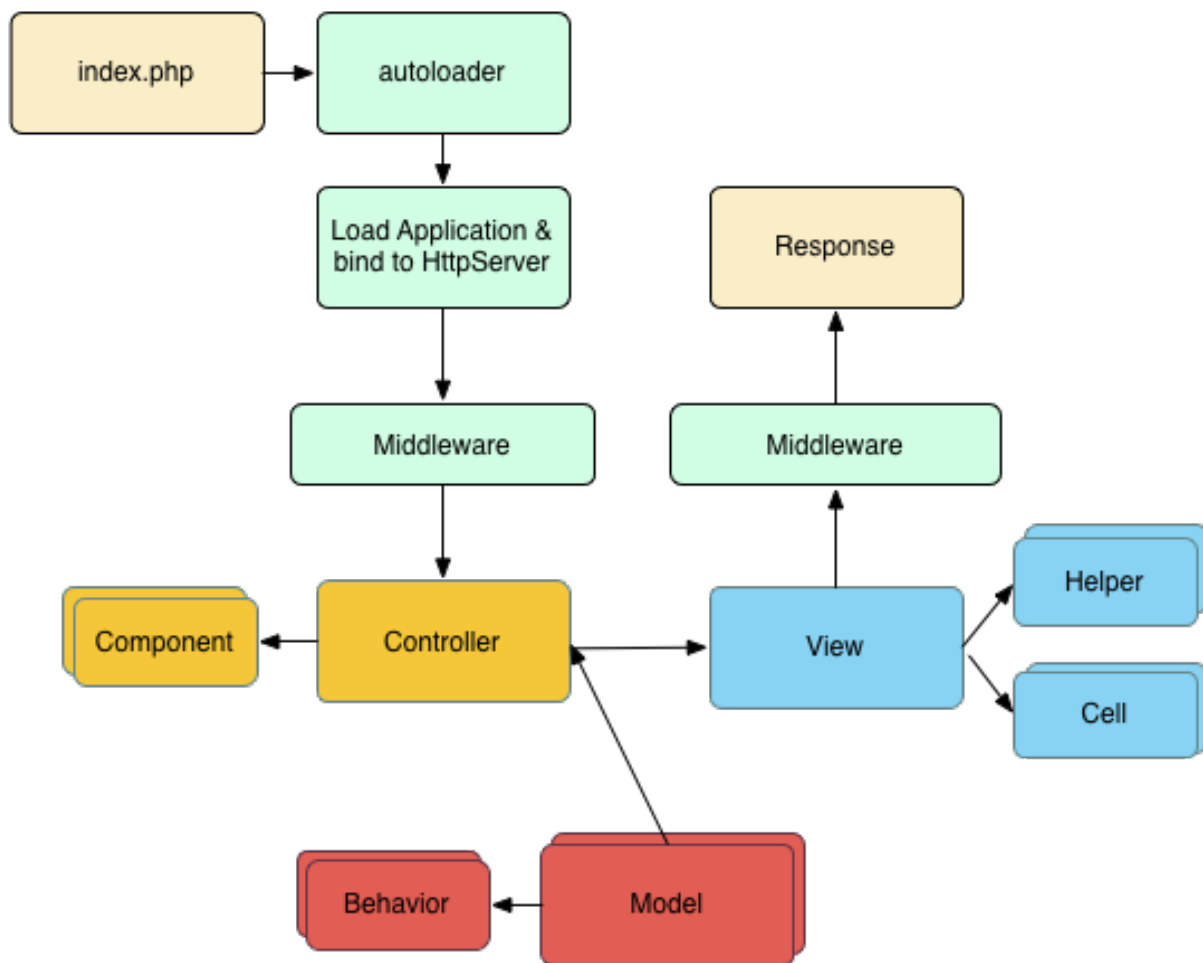 index.php
autoloader
Load Application &
bind to HttpServer
Response
Middleware
Middleware
Component
Controller
View
Helper
Cell
Behavior
Model